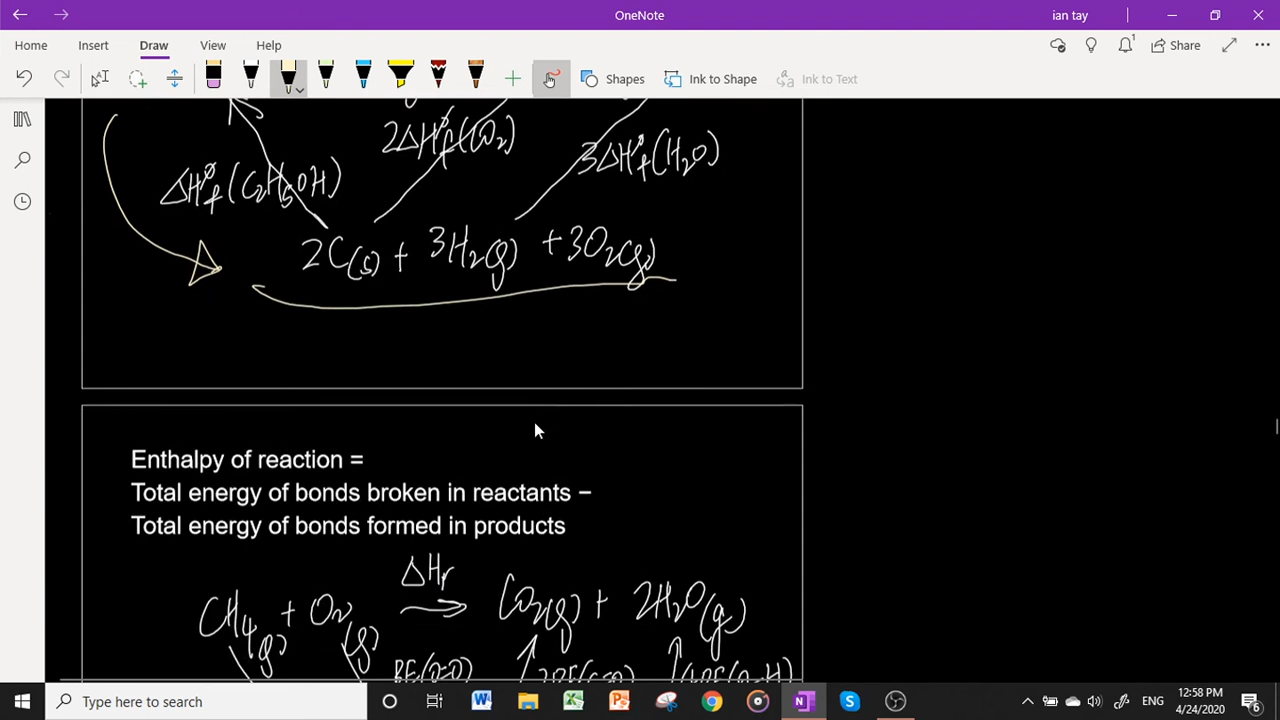 OneNote
ian tay
Home Insert Draw View Help
Share
Shapes
Ink to Shape
Ink to Text
2ΔH°f(CO2)
3ΔH°f(H2O)
ΔH°f(C2H5OH)
2C(s) + 3H2(g) + 3O2(g)
Enthalpy of reaction =
Total energy of bonds broken in reactants −
Total energy of bonds formed in products
ΔHr
CH4(g) + O2(g) → CO2(g) + 2H2O(g)
BE(O=O)
Type here to search
ENG
12:58 PM
4/24/2020
6